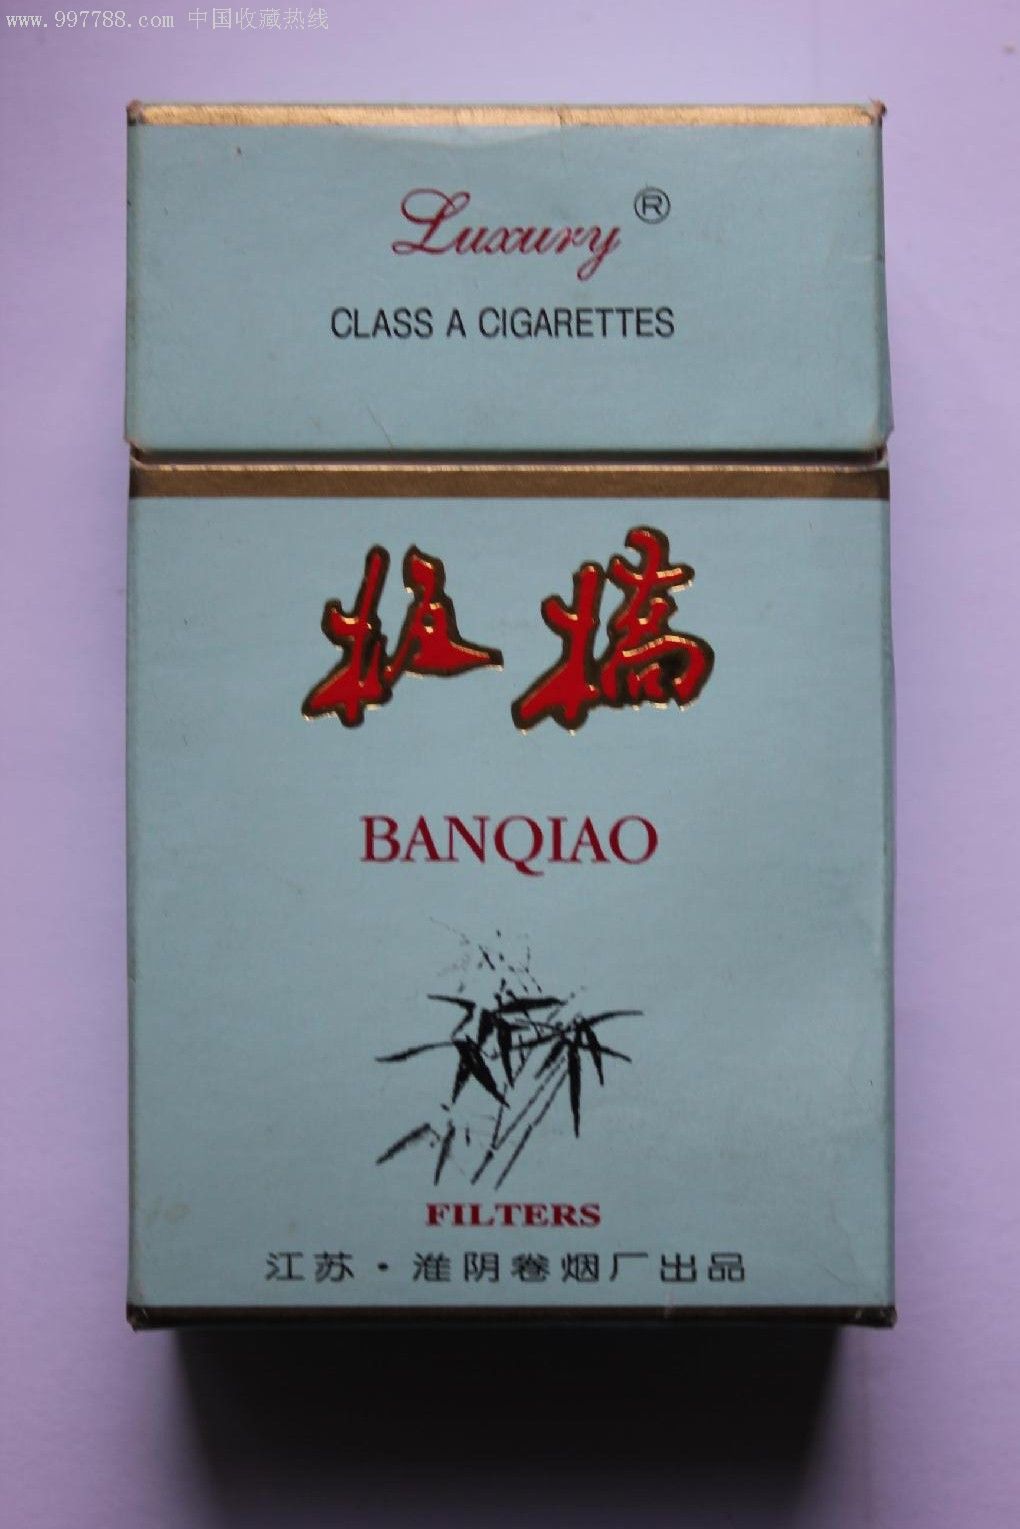 www.997788.com 中国收藏热线
Luxury ®
CLASS A CIGARETTES
板橋
BANQIAO
FILTERS
江苏·淮阴卷烟厂出品